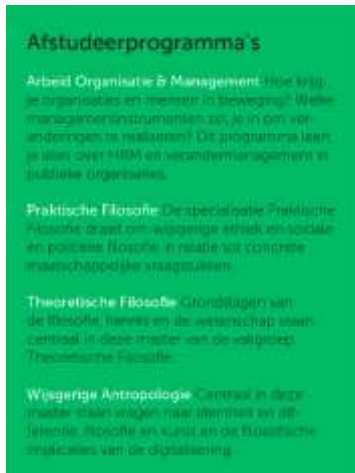 Afstudeerprogramma's
Arbeid Organisatie & Management Hoe krijg
je organisaties en mensen in beweging? Welke
managementinstrumenten zet je in om ver-
anderingen te realiseren? Dit programma leert
je alles over HRM en verandermanagement in
publieke organisaties.
Praktische Filosofie De specialisatie Praktische
Filosofie draait om wijsgerige ethiek en sociale
en politieke filosofie in relatie tot concrete
maatschappelijke vraagstukken.
Theoretische Filosofie Grondslagen van
de filosofie, kennis en de wetenschap staan
centraal in deze master van de vakgroep
Theoretische Filosofie.
Wijsgerige Antropologie Centraal in deze
master staan vragen naar identiteit en dif-
ferentie, filosofie en kunst en de filosofische
implicaties van de digitalisering.